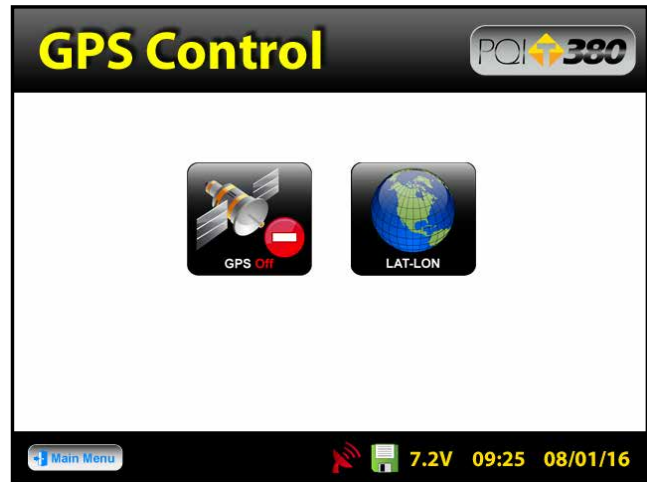 GPS Control
PQI T 380
GPS Off
LAT-LON
Main Menu
7.2V 09:25 08/01/16